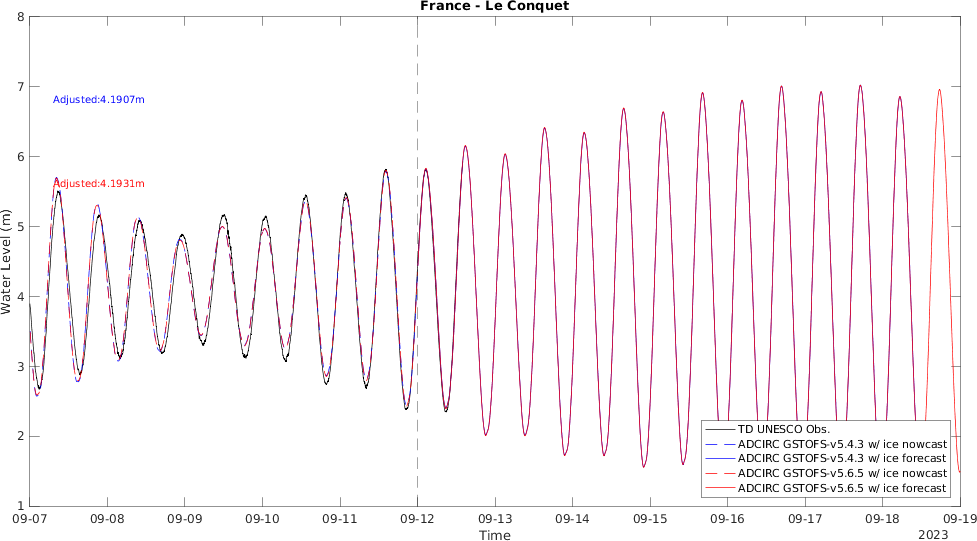 France - Le Conquet
8
7
6
5
4
3
2
1
Water Level (m)
Adjusted:4.1907m
Adjusted:4.1931m
TD UNESCO Obs.
ADCIRC GSTOFS-v5.4.3 w/ ice nowcast
ADCIRC GSTOFS-v5.4.3 w/ ice forecast
ADCIRC GSTOFS-v5.6.5 w/ ice nowcast
ADCIRC GSTOFS-v5.6.5 w/ ice forecast
09-07 09-08 09-09 09-10 09-11 09-12 09-13 09-14 09-15 09-16 09-17 09-18 09-19
Time
2023